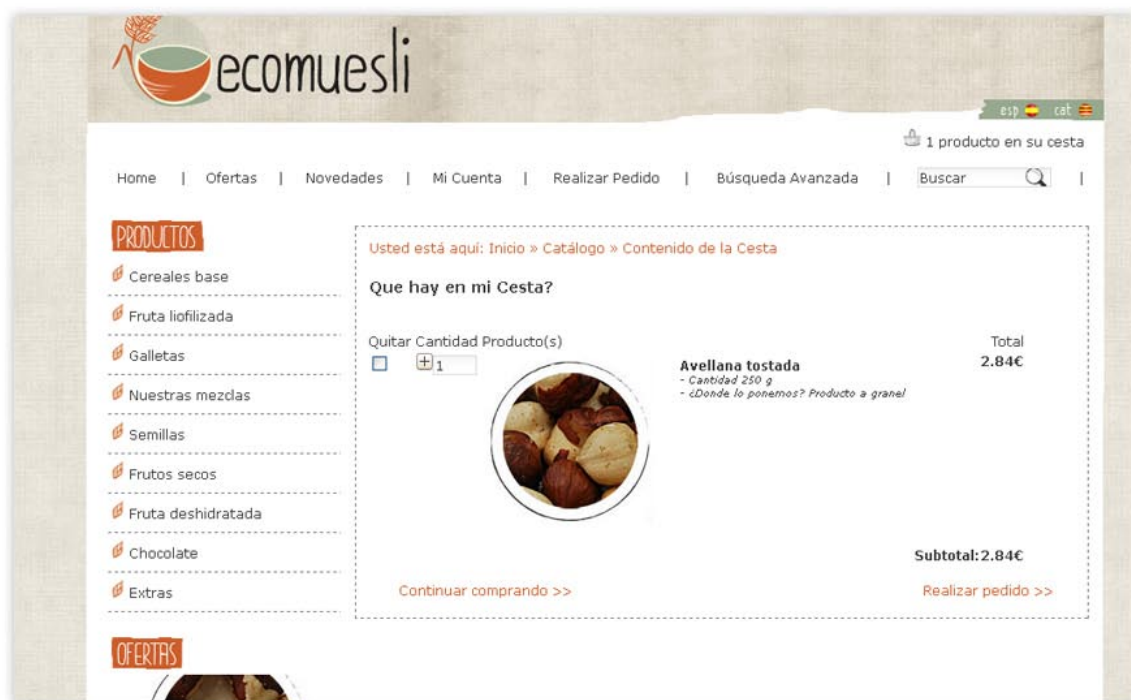 ecomuesli
esp cat
1 producto en su cesta
Home | Ofertas | Novedades | Mi Cuenta | Realizar Pedido | Búsqueda Avanzada | Buscar |
PRODUCTOS
Cereales base
Fruta liofilizada
Galletas
Nuestras mezclas
Semillas
Frutos secos
Fruta deshidratada
Chocolate
Extras
OFERTAS
Usted está aquí: Inicio » Catálogo » Contenido de la Cesta
Que hay en mi Cesta?
Quitar Cantidad Producto(s) Total
1 Avellana tostada 2.84€
- Cantidad 250 g
- ¿Donde lo ponemos? Producto a granel
Subtotal: 2.84€
Continuar comprando >> Realizar pedido >>